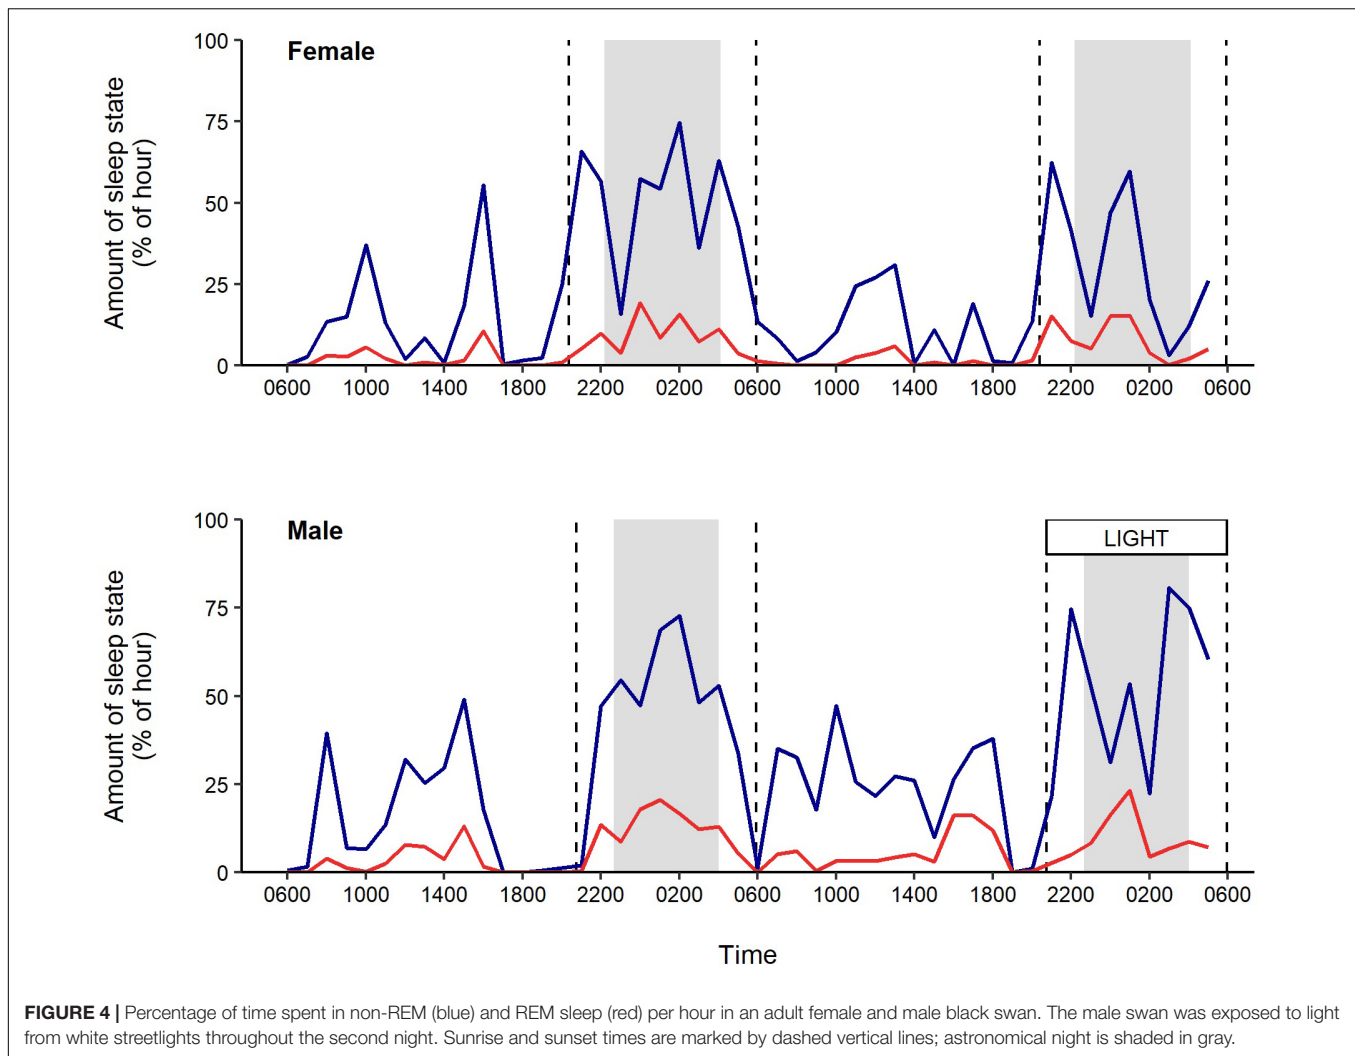 Female
Amount of sleep state
(% of hour)
100
75
50
25
0
0600 1000 1400 1800 2200 0200 0600 1000 1400 1800 2200 0200 0600
Male
LIGHT
Amount of sleep state
(% of hour)
100
75
50
25
0
0600 1000 1400 1800 2200 0200 0600 1000 1400 1800 2200 0200 0600
Time
FIGURE 4 | Percentage of time spent in non-REM (blue) and REM sleep (red) per hour in an adult female and male black swan. The male swan was exposed to light
from white streetlights throughout the second night. Sunrise and sunset times are marked by dashed vertical lines; astronomical night is shaded in gray.